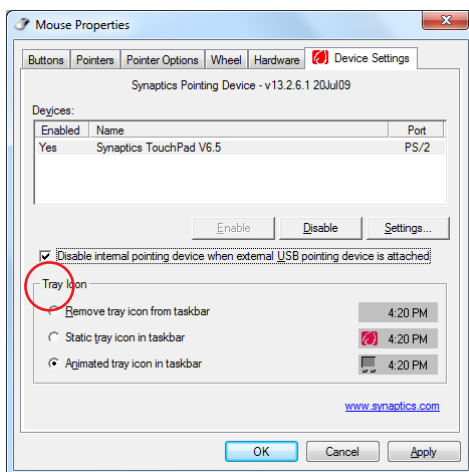 Mouse Properties
Buttons Pointers Pointer Options Wheel Hardware Device Settings
Synaptics Pointing Device - v13.2.6.1 20Jul09
Devices:
Enabled Name Port
Yes Synaptics TouchPad V6.5 PS/2
Enable Disable Settings...
Disable internal pointing device when external USB pointing device is attached
Tray Icon
Remove tray icon from taskbar 4:20 PM
Static tray icon in taskbar 4:20 PM
Animated tray icon in taskbar 4:20 PM
www.synaptics.com
OK Cancel Apply